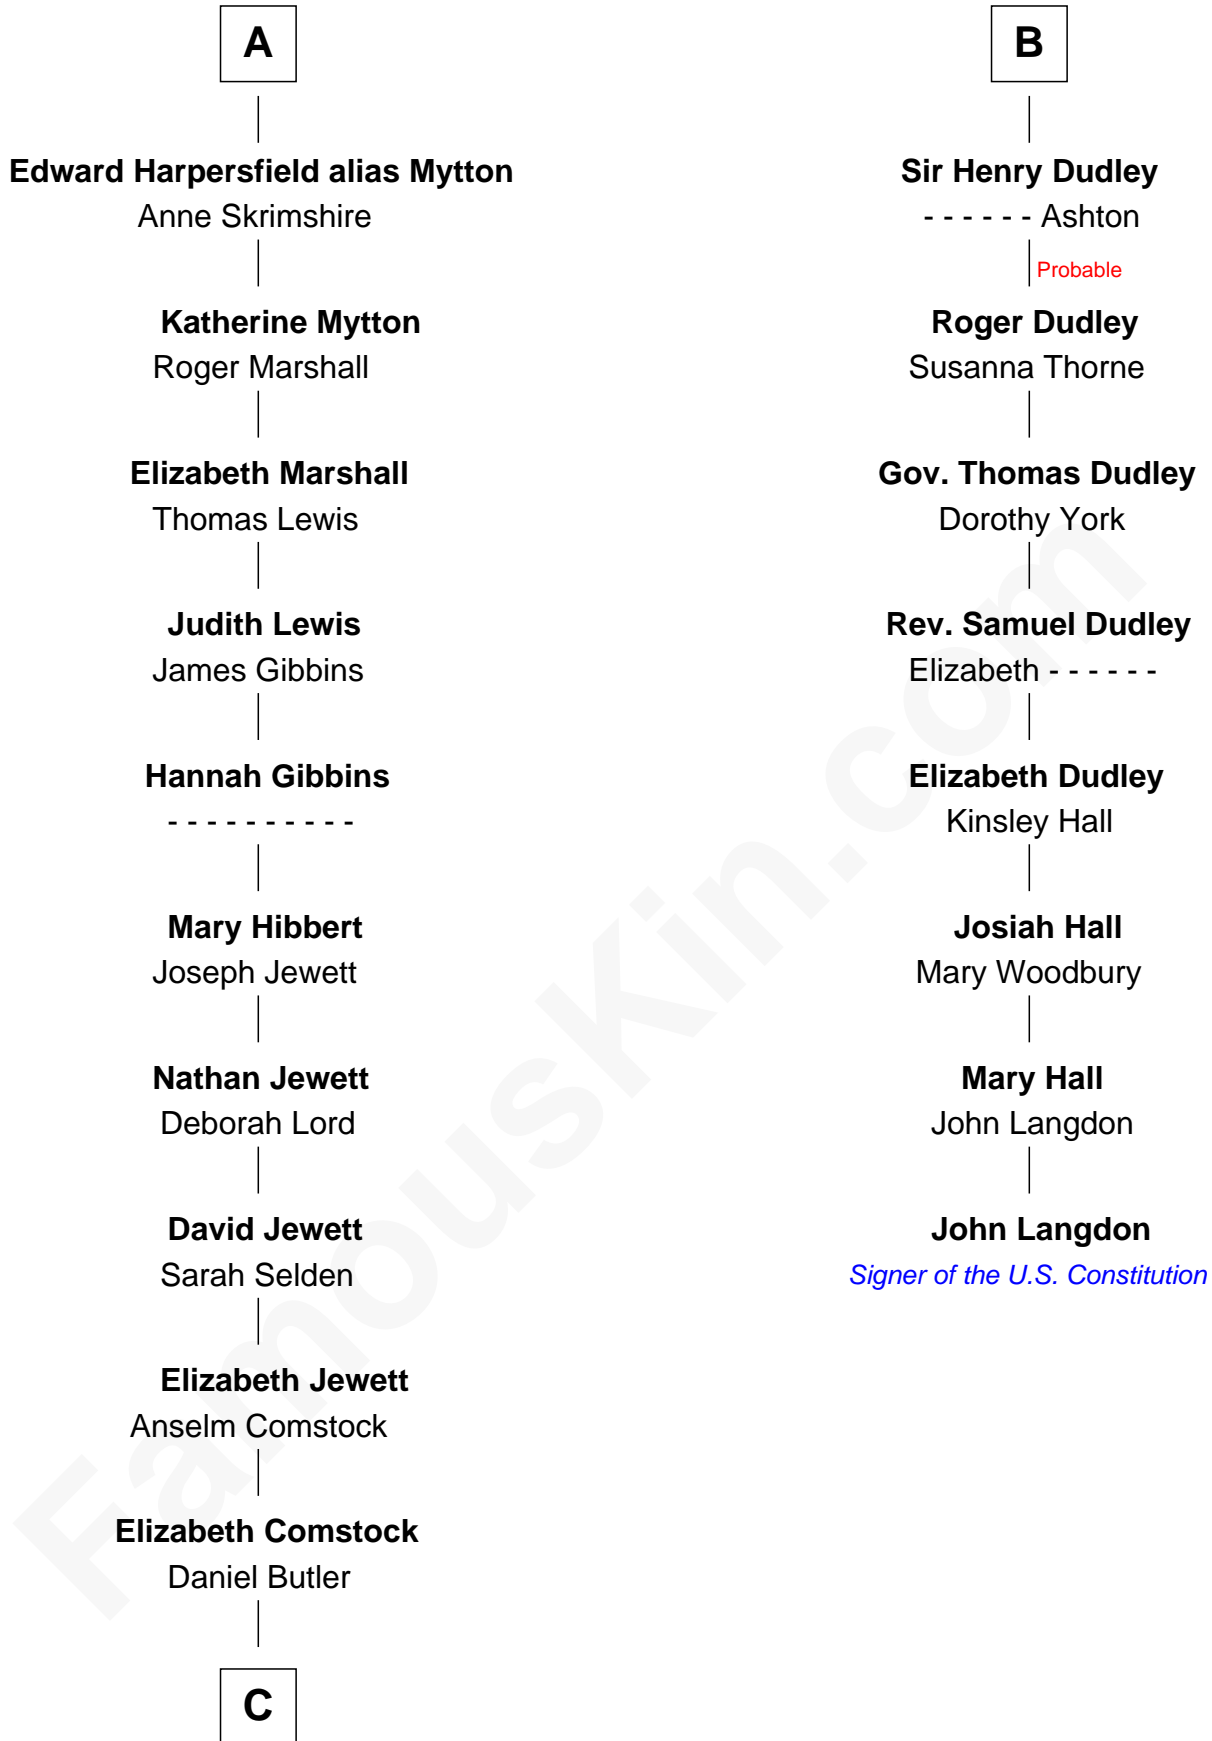 A
Edward Harpersfield alias Mytton
Anne Skrimshire
Katherine Mytton
Roger Marshall
Elizabeth Marshall
Thomas Lewis
Judith Lewis
James Gibbins
Hannah Gibbins
- - - - - - - - - -
Mary Hibbert
Joseph Jewett
Nathan Jewett
Deborah Lord
David Jewett
Sarah Selden
Elizabeth Jewett
Anselm Comstock
Elizabeth Comstock
Daniel Butler
C
B
Sir Henry Dudley
- - - - - - Ashton
Probable
Roger Dudley
Susanna Thorne
Gov. Thomas Dudley
Dorothy York
Rev. Samuel Dudley
Elizabeth - - - - - -
Elizabeth Dudley
Kinsley Hall
Josiah Hall
Mary Woodbury
Mary Hall
John Langdon
John Langdon
Signer of the U.S. Constitution
FamousKin.com